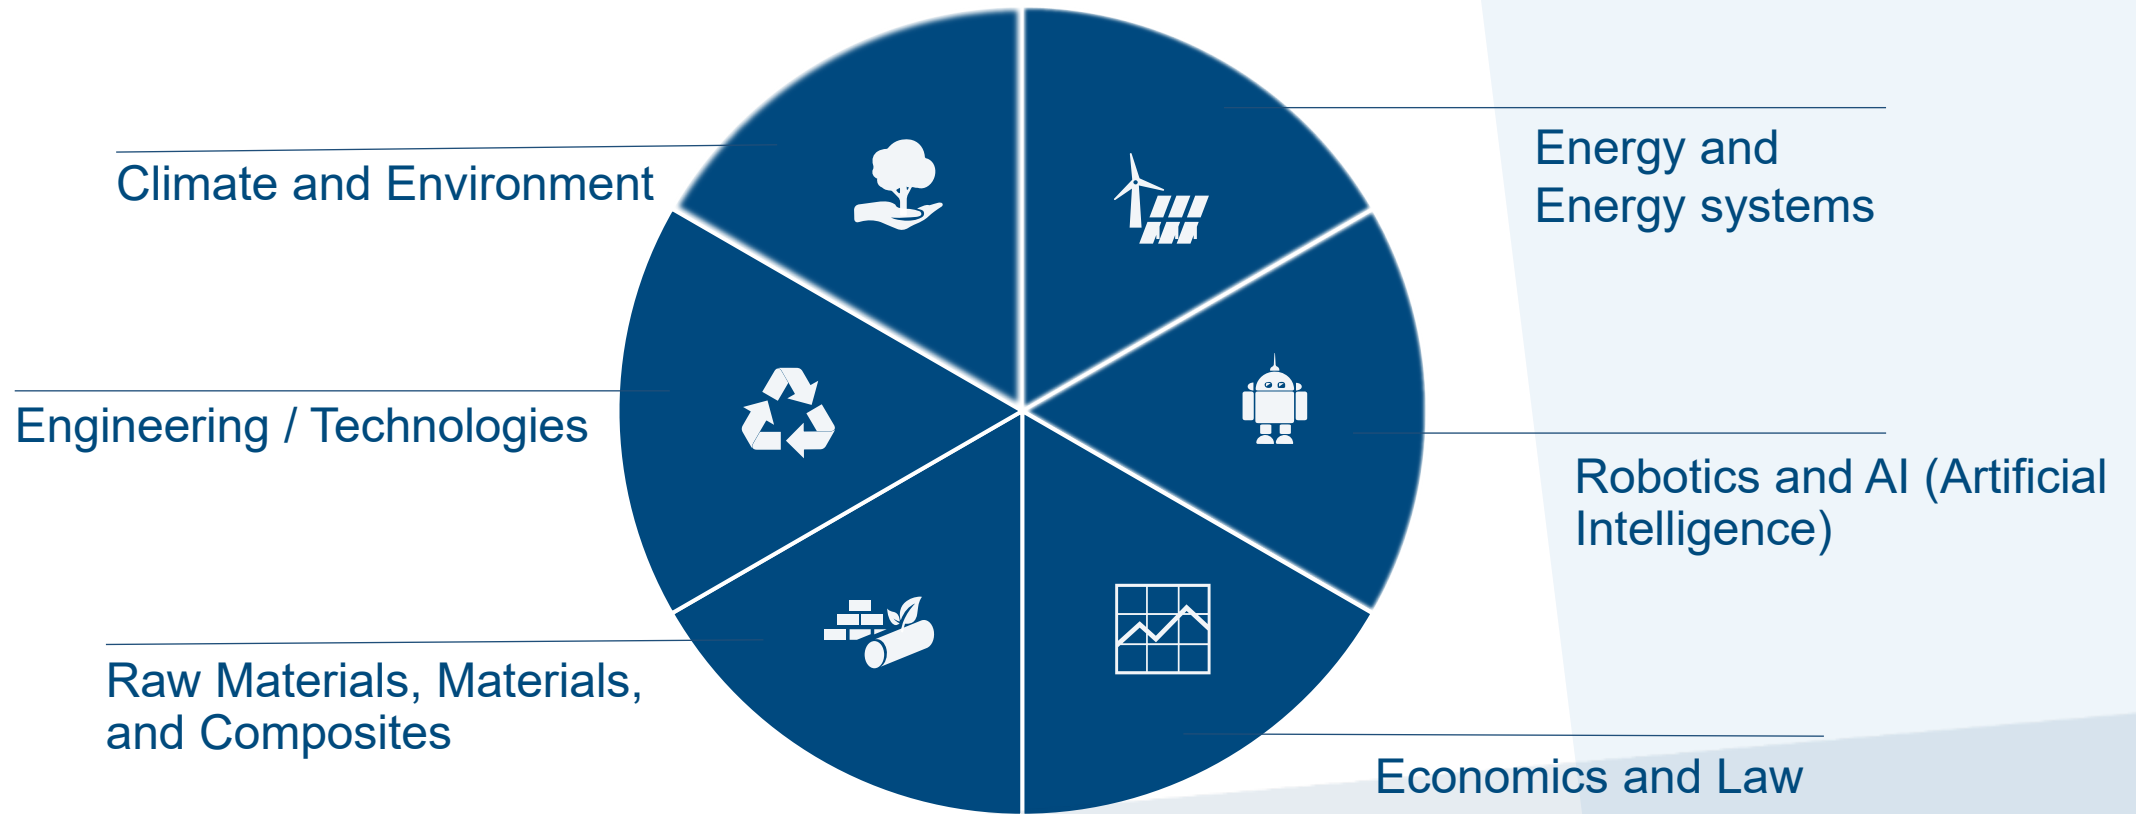 Climate and Environment
Energy and
Energy systems
Engineering / Technologies
Robotics and AI (Artificial
Intelligence)
Raw Materials, Materials,
and Composites
Economics and Law